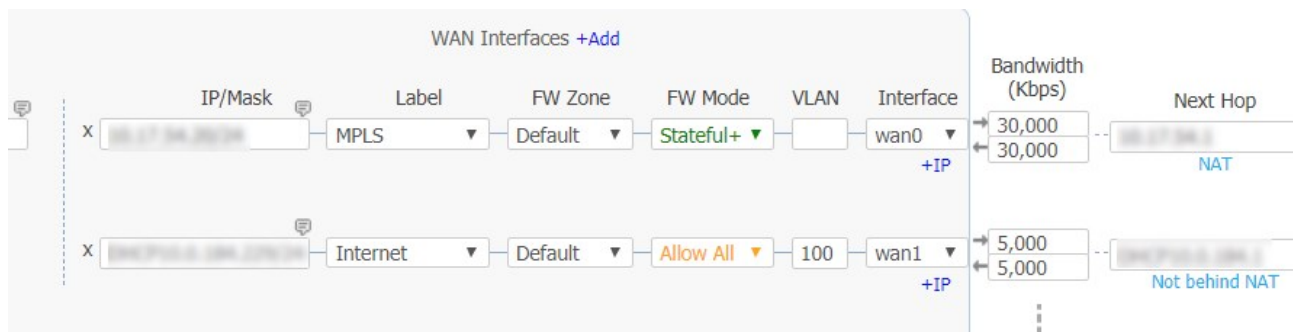 WAN Interfaces +Add
Bandwidth
(Kbps)
IP/Mask Label FW Zone FW Mode VLAN Interface Next Hop
X MPLS Default Stateful+ wan0 30,000
30,000
+IP NAT
X Internet Default Allow All 100 wan1 5,000
5,000
+IP Not behind NAT